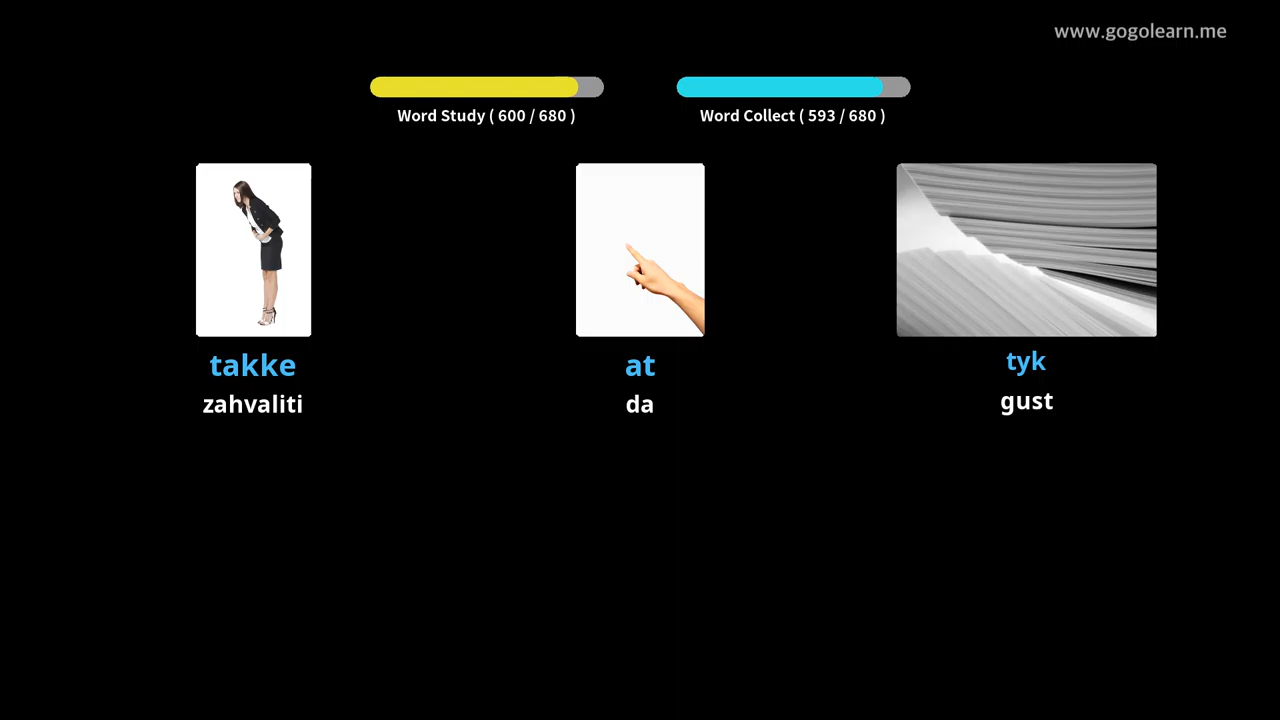 www.gogolearn.me
Word Study ( 600 / 680 )
Word Collect ( 593 / 680 )
takke
zahvaliti
at
da
tyk
gust